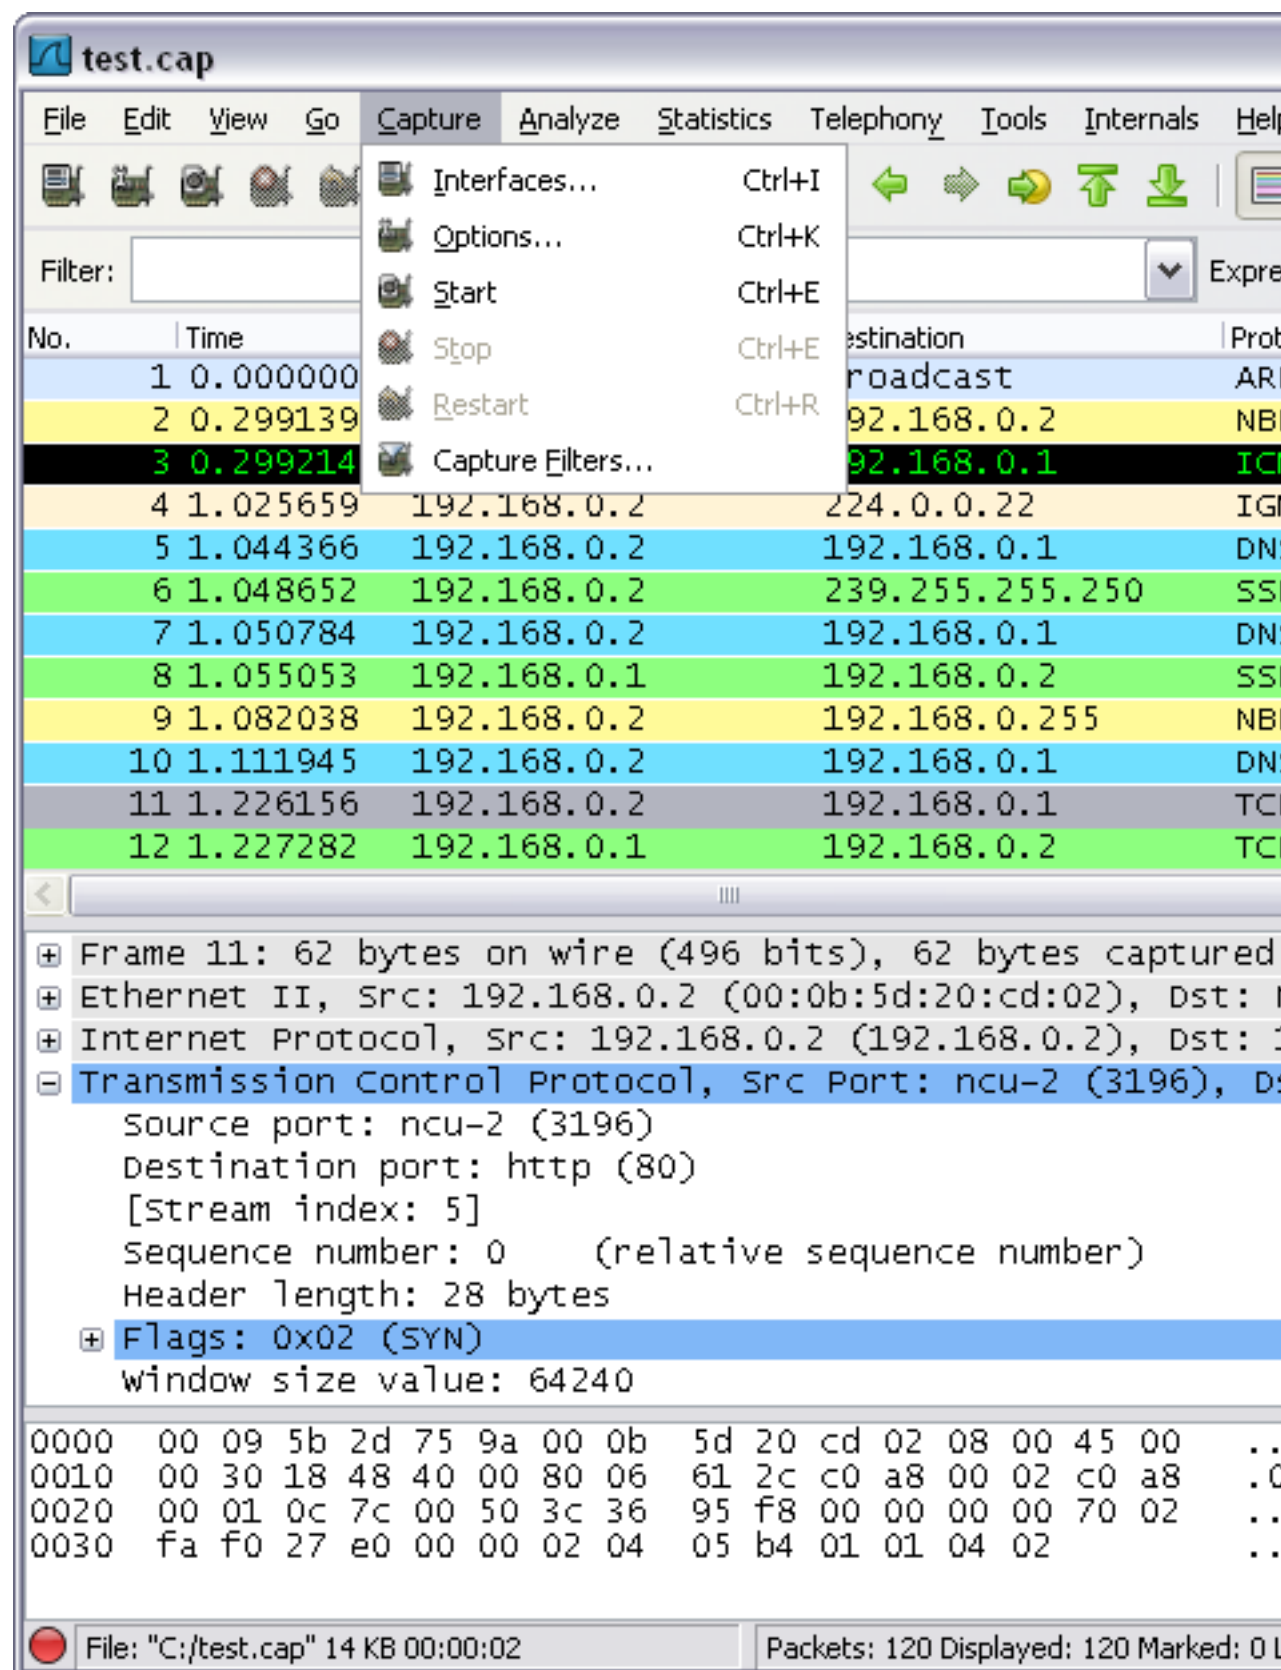 test.cap
File Edit View Go Capture Analyze Statistics Telephony Tools Internals Help
Interfaces... Ctrl+I
Options... Ctrl+K
Start Ctrl+E
Stop Ctrl+E
Restart Ctrl+R
Capture Filters...
Filter:
No. Time
1 0.000000
2 0.299139 92.168.0.2
3 0.299214 92.168.0.1
4 1.025659 192.168.0.2 224.0.0.22
5 1.044366 192.168.0.2 192.168.0.1
6 1.048652 192.168.0.2 239.255.255.250
7 1.050784 192.168.0.2 192.168.0.1
8 1.055053 192.168.0.1 192.168.0.2
9 1.082038 192.168.0.2 192.168.0.255
10 1.111945 192.168.0.2 192.168.0.1
11 1.226156 192.168.0.2 192.168.0.1
12 1.227282 192.168.0.1 192.168.0.2
Frame 11: 62 bytes on wire (496 bits), 62 bytes captured
Ethernet II, Src: 192.168.0.2 (00:0b:5d:20:cd:02), Dst:
Internet Protocol, Src: 192.168.0.2 (192.168.0.2), Dst:
Transmission Control Protocol, Src Port: ncu-2 (3196),
Source port: ncu-2 (3196)
Destination port: http (80)
[Stream index: 5]
Sequence number: 0 (relative sequence number)
Header length: 28 bytes
Flags: 0x02 (SYN)
Window size value: 64240
0000 00 09 5b 2d 75 9a 00 0b 5d 20 cd 02 08 00 45 00 ..
0010 00 30 18 48 40 00 80 06 61 2c c0 a8 00 02 c0 a8 .0
0020 00 01 0c 7c 00 50 3c 36 95 f8 00 00 00 00 70 02 ..
0030 fa f0 27 e0 00 00 02 04 05 b4 01 01 04 02 ..
File: "C:/test.cap" 14 KB 00:00:02 Packets: 120 Displayed: 120 Marked: 0